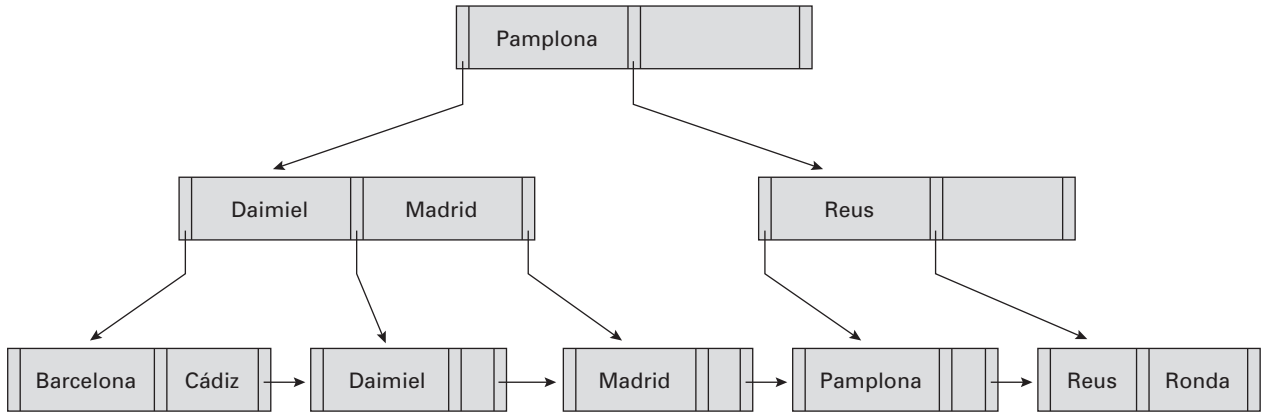 Pamplona
Daimiel Madrid
Reus
Barcelona Cádiz
Daimiel
Madrid
Pamplona
Reus Ronda